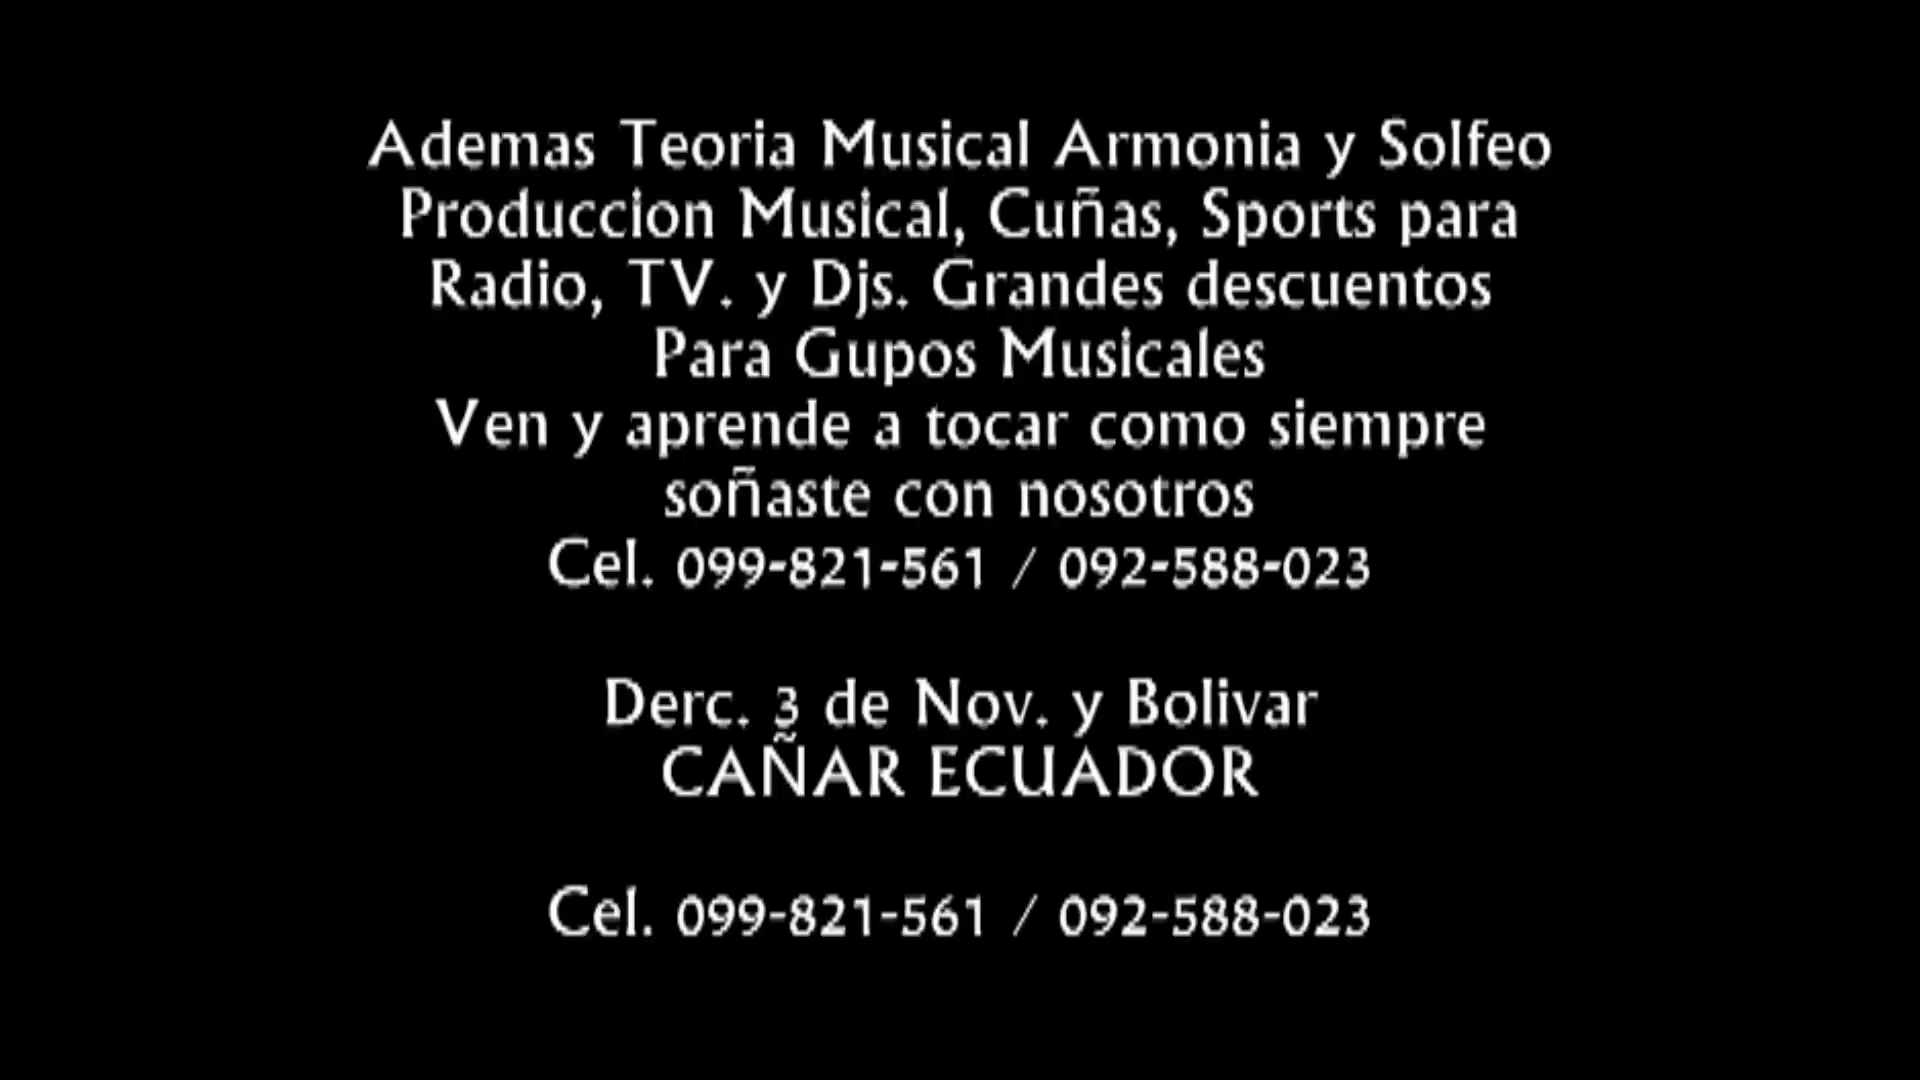 Ademas Teoria Musical Armonia y Solfeo
Produccion Musical, Cuñas, Sports para
Radio, TV. y Djs. Grandes descuentos
Para Gupos Musicales
Ven y aprende a tocar como siempre
soñaste con nosotros
Cel. 099-821-561 / 092-588-023
Derc. 3 de Nov. y Bolivar
CAÑAR ECUADOR
Cel. 099-821-561 / 092-588-023